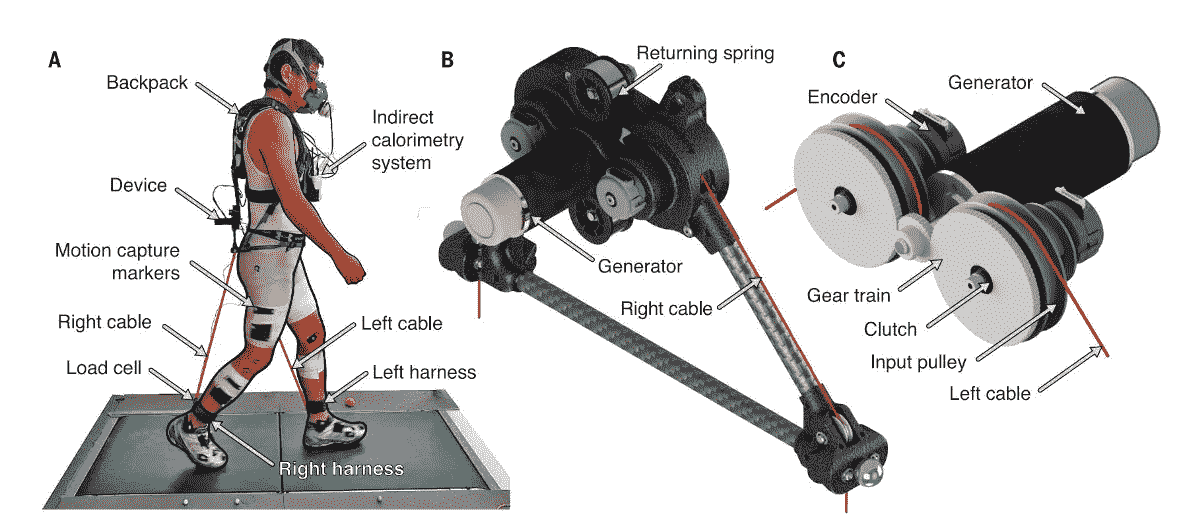 A
Backpack
Indirect
calorimetry
system
Device
Motion capture
markers
Right cable
Left cable
Load cell
Left harness
Right harness
B
Returning spring
Generator
Right cable
C
Generator
Encoder
Gear train
Clutch
Input pulley
Left cable